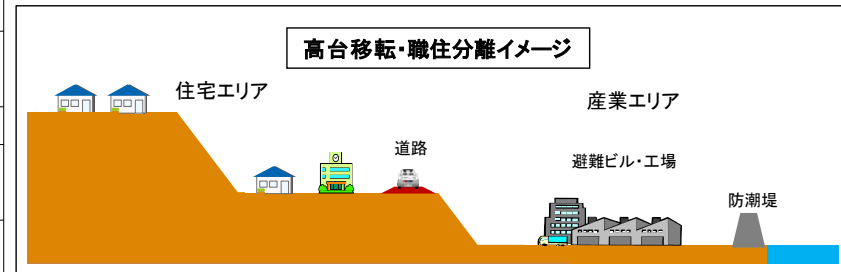 高台移転・職住分離イメージ
住宅エリア
産業エリア
道路
避難ビル・工場
防潮堤